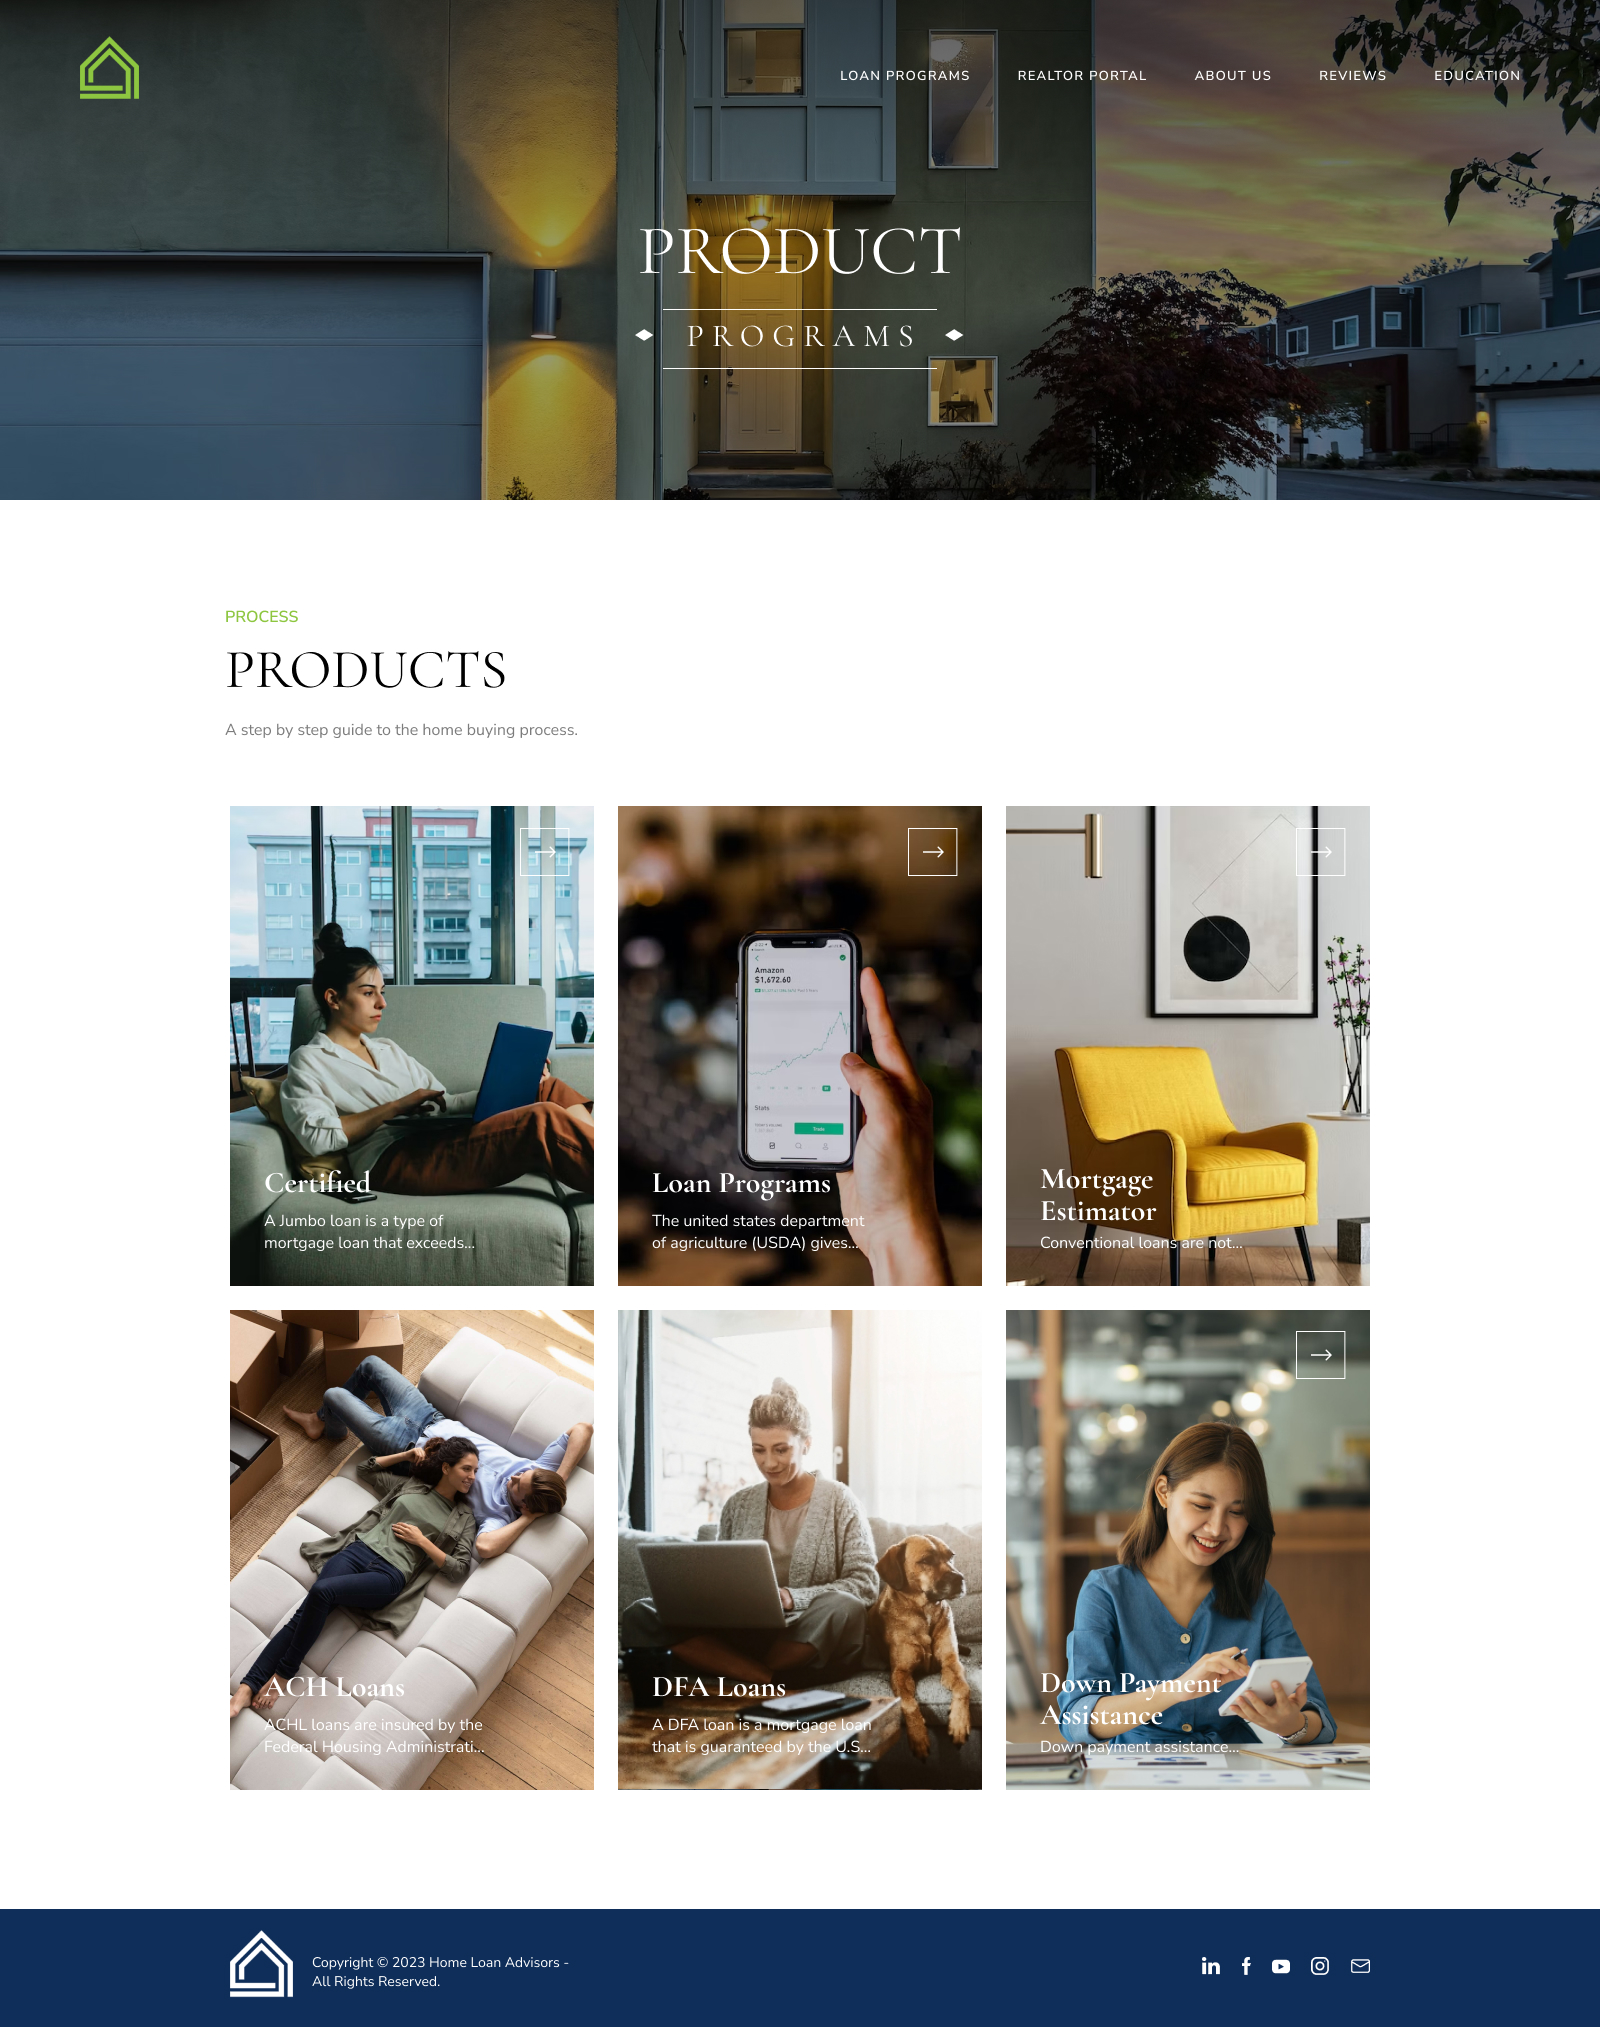 LOAN PROGRAMS REALTOR PORTAL ABOUT US REVIEWS EDUCATION
PRODUCT
PROGRAMS
PROCESS
PRODUCTS
A step by step guide to the home buying process.
Amazon
$1,672.60
Stats
Trade
Certified
A Jumbo loan is a type of
mortgage loan that exceeds...
Loan Programs
The united states department
of agriculture (USDA) gives...
Mortgage
Estimator
Conventional loans are not...
ACH Loans
ACHL loans are insured by the
Federal Housing Administrati...
DFA Loans
A DFA loan is a mortgage loan
that is guaranteed by the U.S...
Down Payment
Assistance
Down payment assistance...
Copyright © 2023 Home Loan Advisors -
All Rights Reserved.